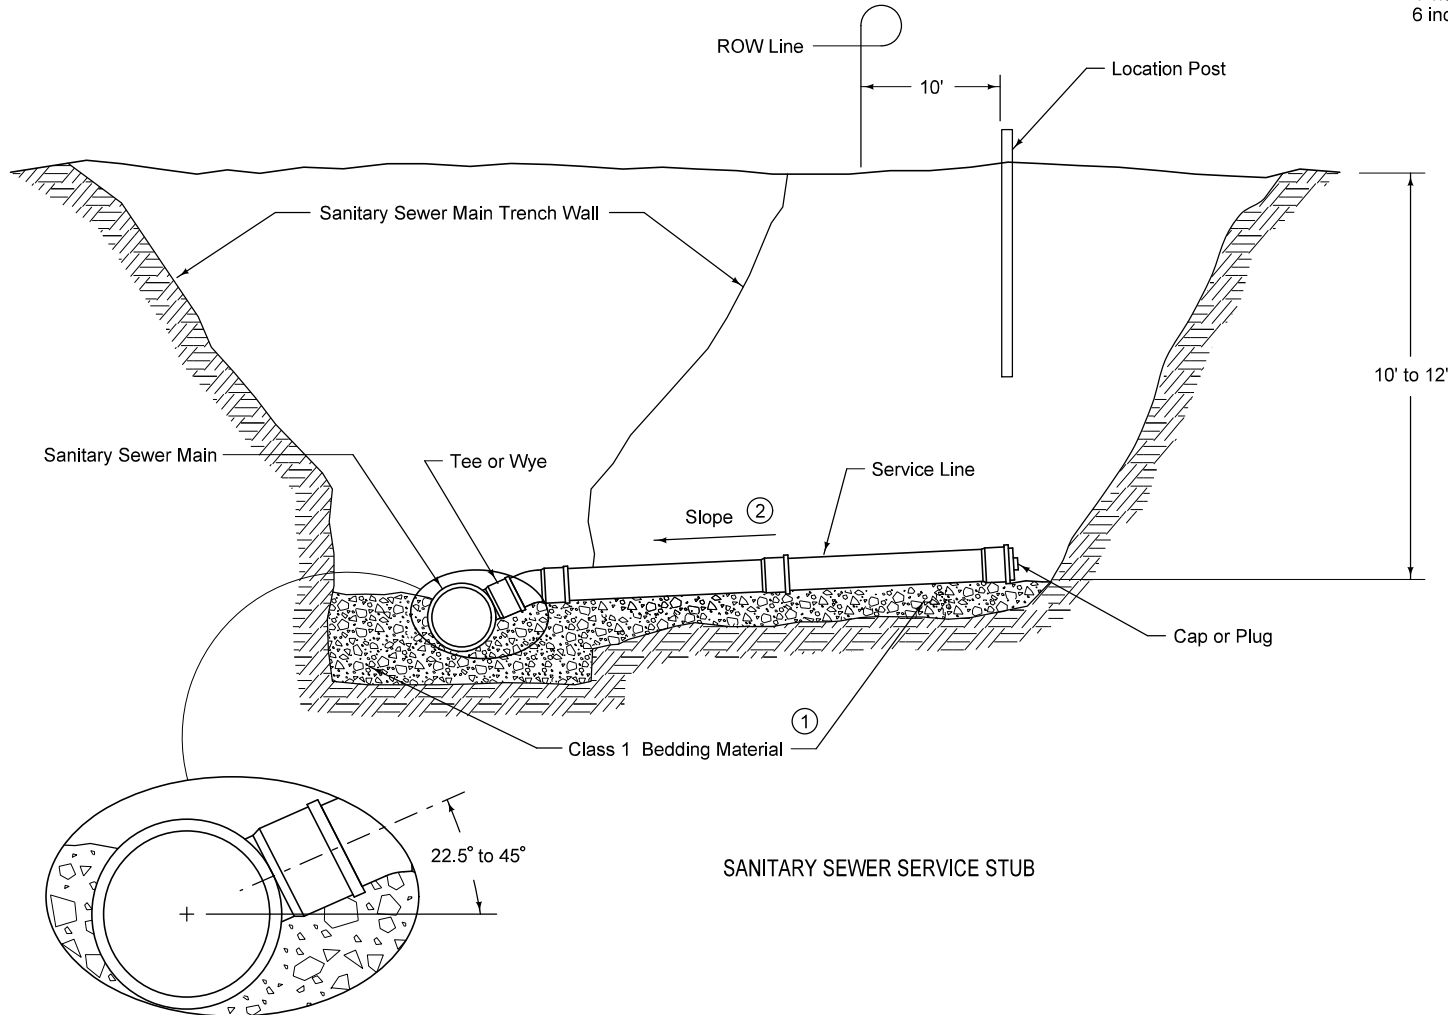 6 inc
ROW Line
10'
Location Post
Sanitary Sewer Main Trench Wall
10' to 12'
Sanitary Sewer Main
Tee or Wye
Service Line
Slope 2
Cap or Plug
1
Class 1 Bedding Material
22.5° to 45°
SANITARY SEWER SERVICE STUB